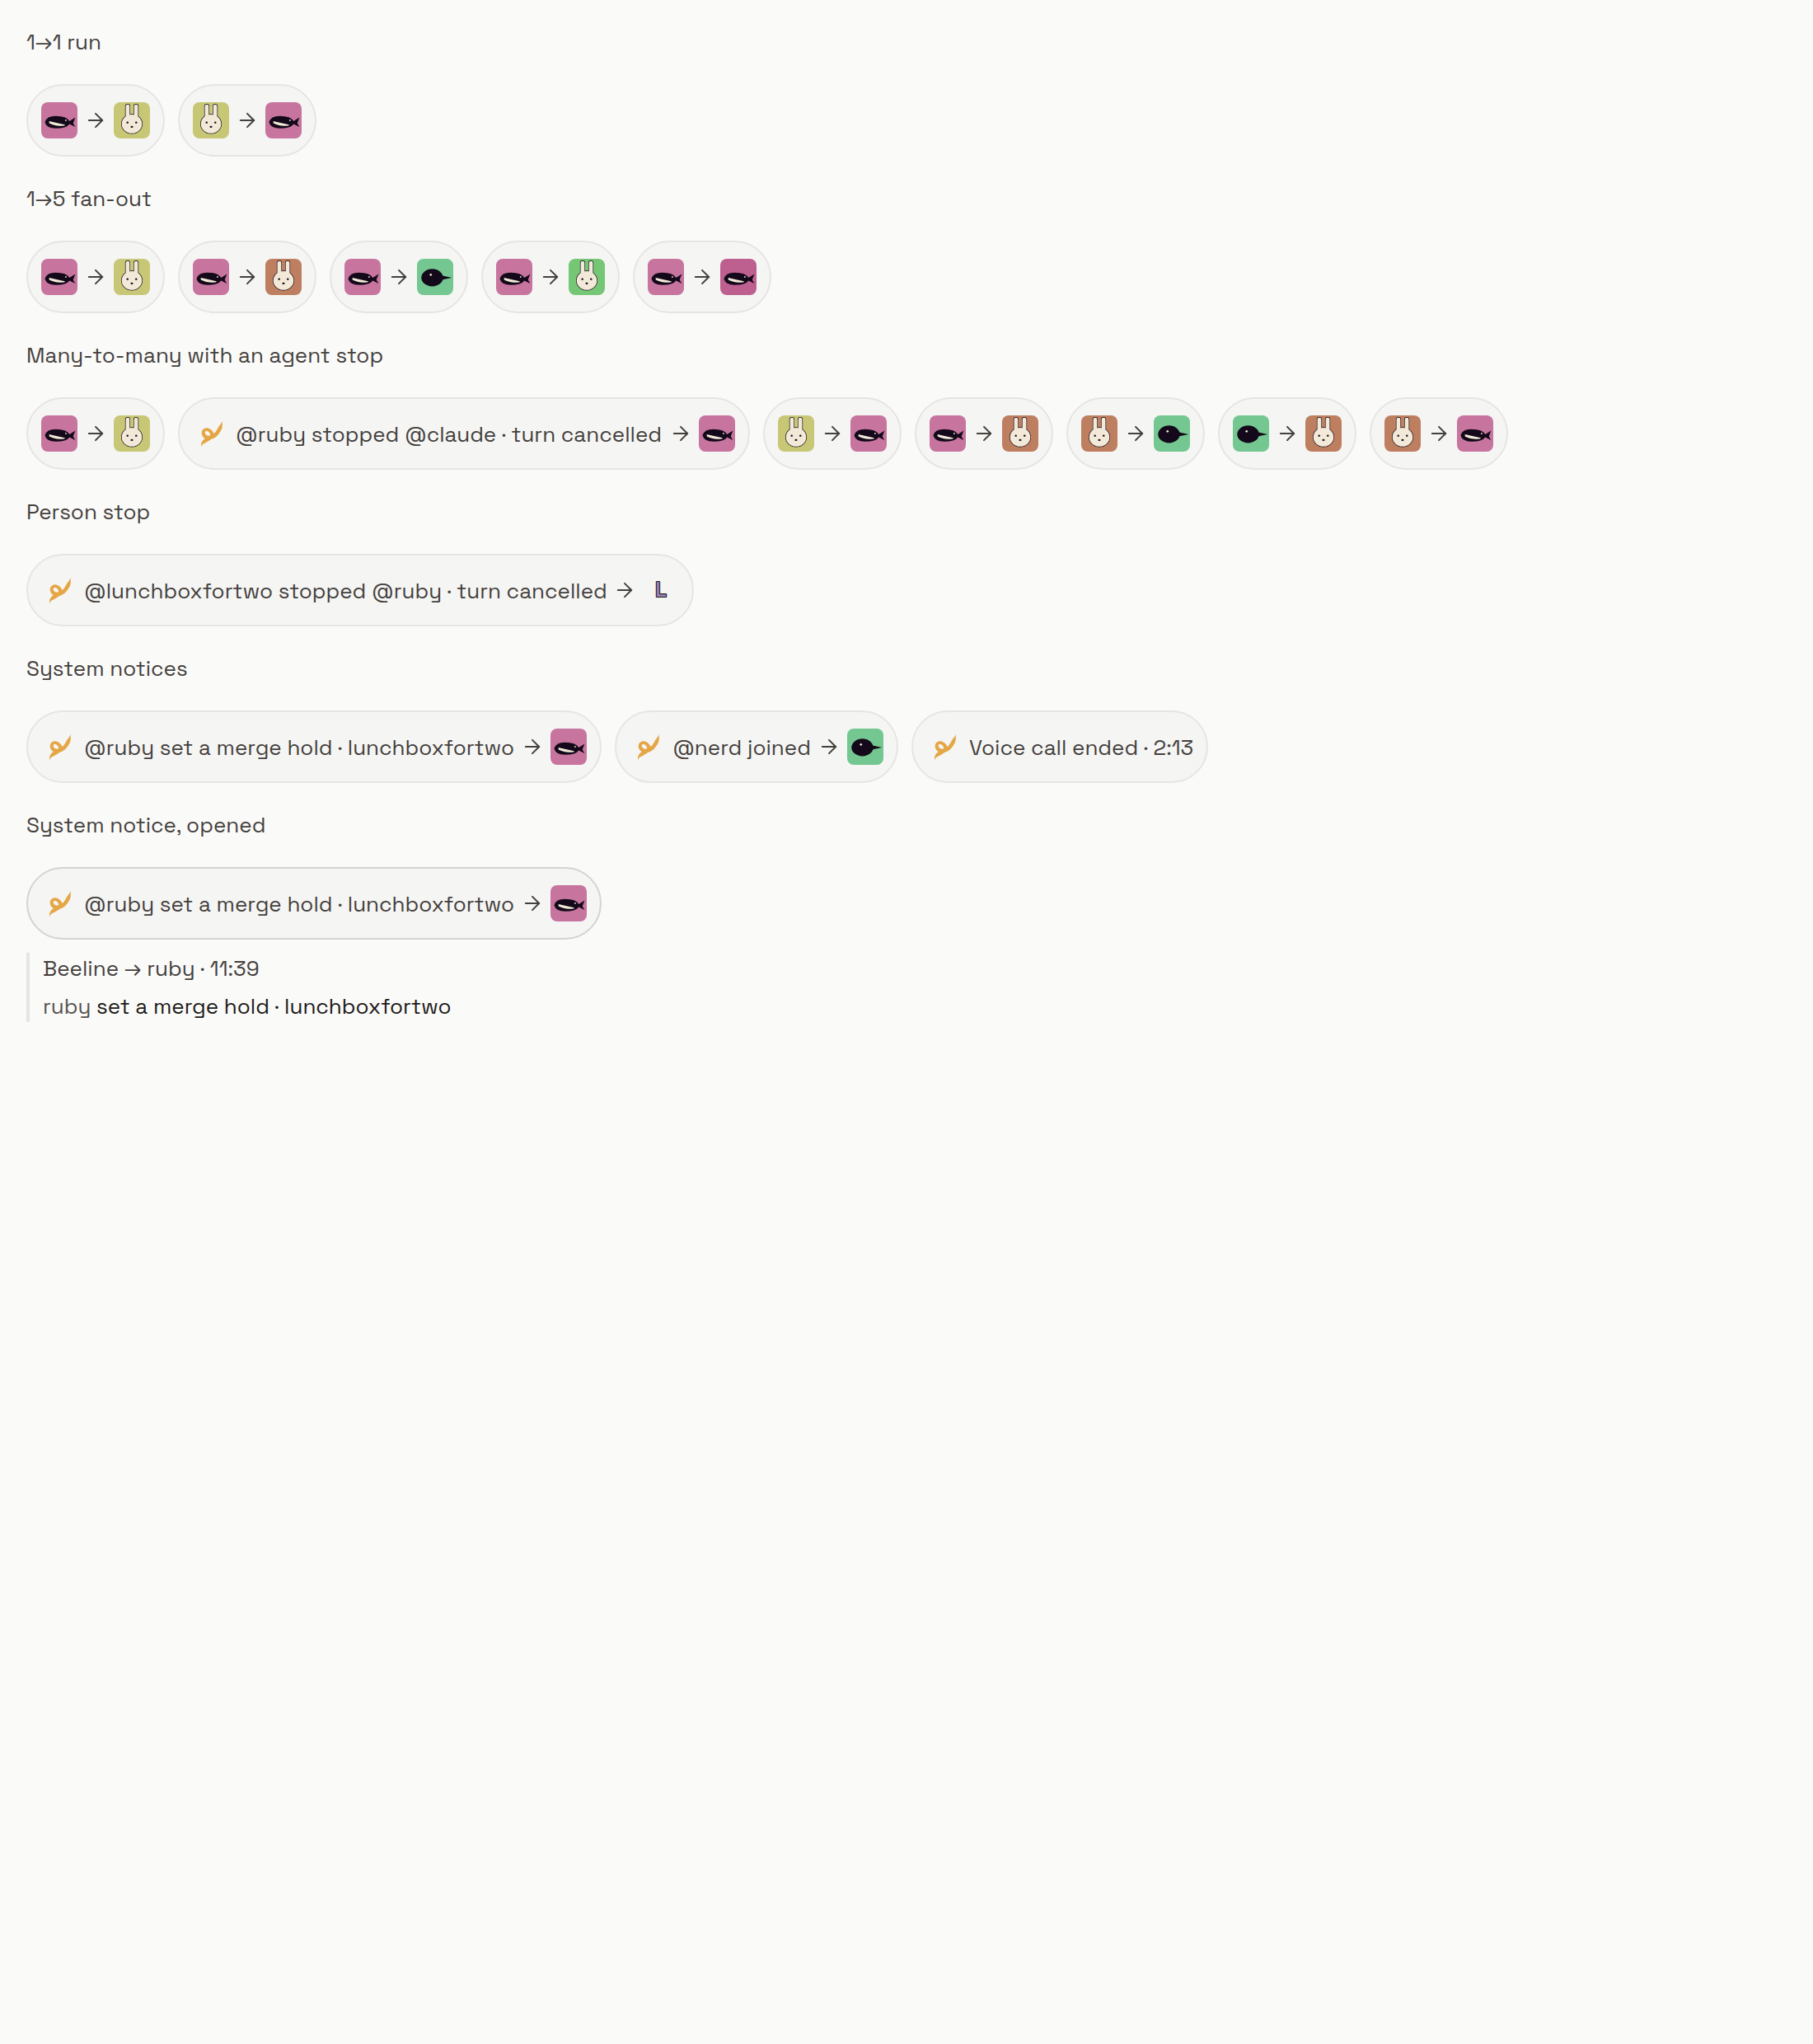 1→1 run
→ →
1→5 fan-out
→ → → → →
Many-to-many with an agent stop
→ @ruby stopped @claude · turn cancelled → → → → → →
Person stop
@lunchboxfortwo stopped @ruby · turn cancelled → L
System notices
@ruby set a merge hold · lunchboxfortwo → @nerd joined → Voice call ended · 2:13
System notice, opened
@ruby set a merge hold · lunchboxfortwo →
Beeline → ruby · 11:39
ruby set a merge hold · lunchboxfortwo